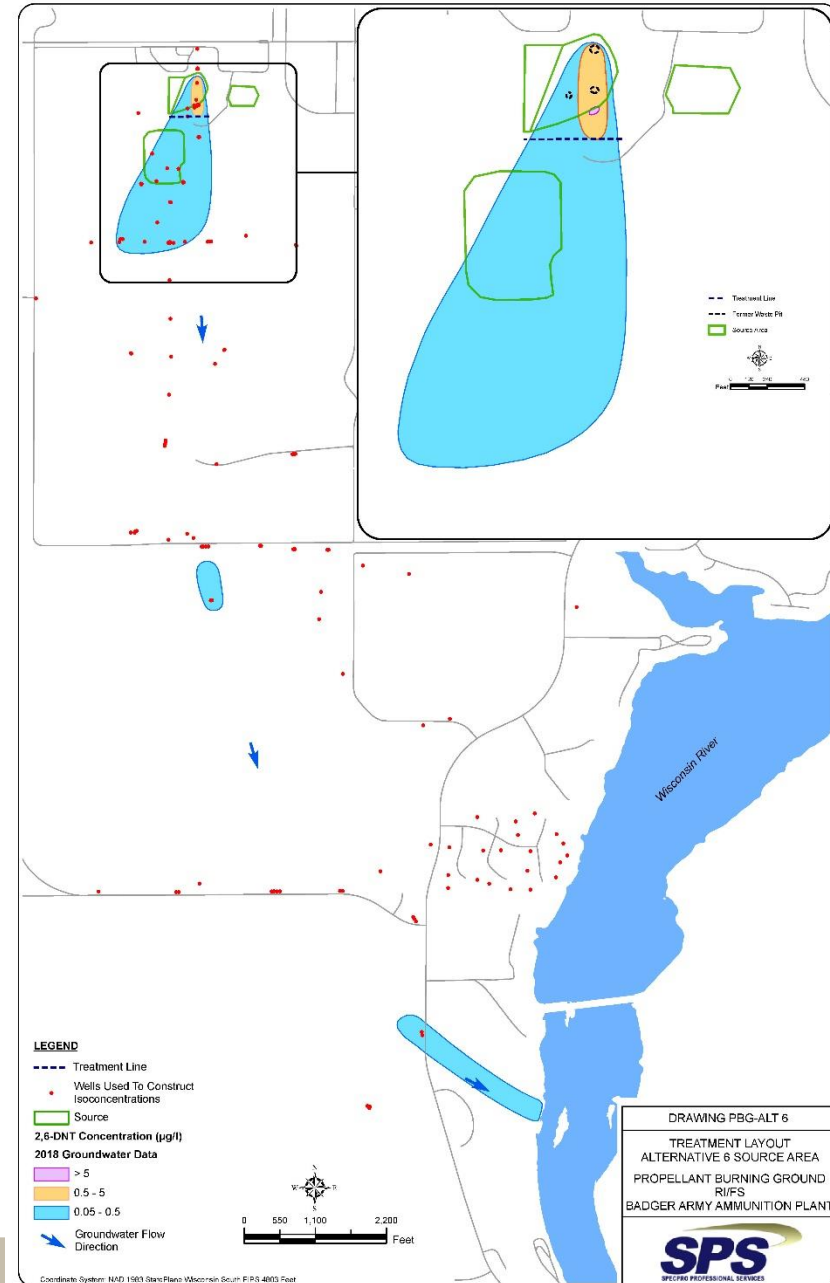 Treatment Line
Former Waste Pit
Source Area
Feet
Wisconsin River
LEGEND
Treatment Line
Wells Used To Construct
Isoconcentrations
Source
2,6-DNT Concentration (µg/l)
2018 Groundwater Data
> 5
0.5 - 5
0.05 - 0.5
Groundwater Flow
Direction
N
W
E
S
0 550 1,100 2,200
Feet
Coordinate System: NAD 1983 StatePlane Wisconsin South FIPS 4803 Feet
DRAWING PBG-ALT 6
TREATMENT LAYOUT
ALTERNATIVE 6 SOURCE AREA
PROPELLANT BURNING GROUND
RI/FS
BADGER ARMY AMMUNITION PLANT
SPS
SPECPRO PROFESSIONAL SERVICES